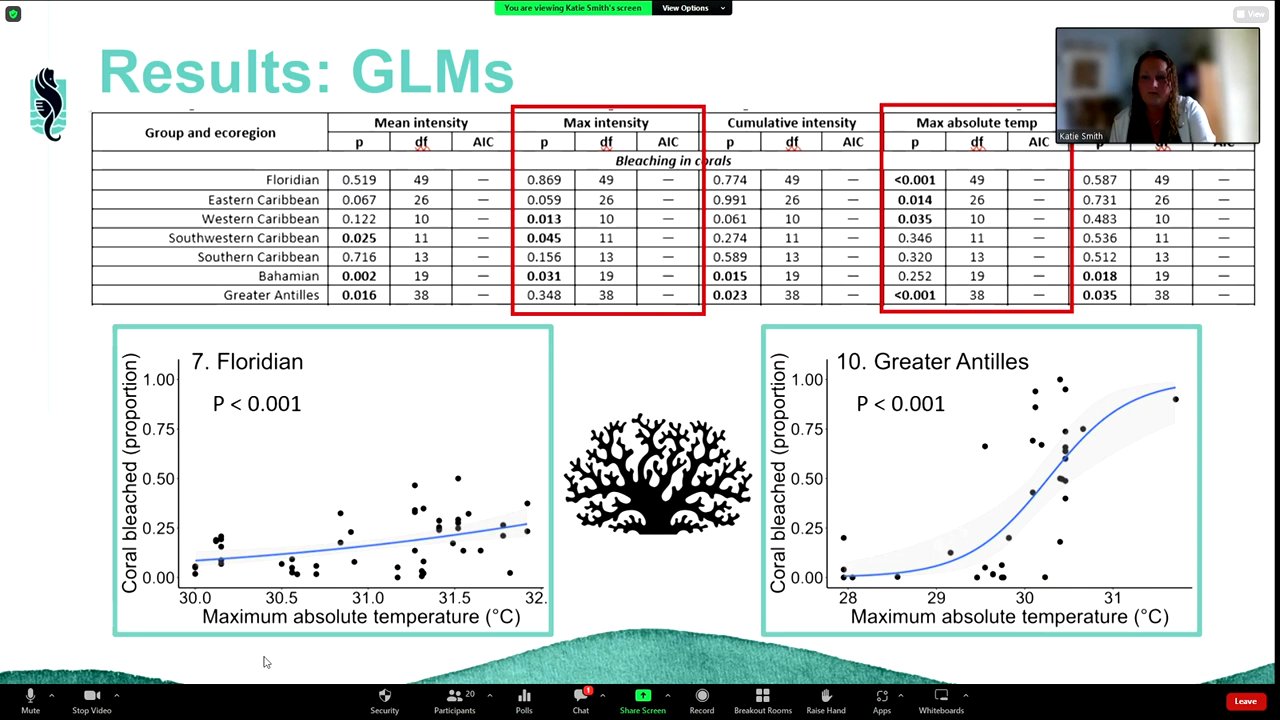 You are viewing Katie Smith's screen
View Options
View
Results: GLMs
Katie Smith
Group and ecoregion Mean intensity Max intensity Cumulative intensity Max absolute temp
p df AIC p df AIC p df AIC p df AIC
Bleaching in corals
Floridian 0.519 49 — 0.869 49 — 0.774 49 — <0.001 49 — 0.587 49 —
Eastern Caribbean 0.067 26 — 0.059 26 — 0.991 26 — 0.014 26 — 0.731 26 —
Western Caribbean 0.122 10 — 0.013 10 — 0.061 10 — 0.035 10 — 0.483 10 —
Southwestern Caribbean 0.025 11 — 0.045 11 — 0.274 11 — 0.346 11 — 0.536 11 —
Southern Caribbean 0.716 13 — 0.156 13 — 0.589 13 — 0.320 13 — 0.512 13 —
Bahamian 0.002 19 — 0.031 19 — 0.015 19 — 0.252 19 — 0.018 19 —
Greater Antilles 0.016 38 — 0.348 38 — 0.023 38 — <0.001 38 — 0.035 38 —
7. Floridian
P < 0.001
Coral bleached (proportion)
1.00
0.75
0.50
0.25
0.00
30.0 30.5 31.0 31.5 32.
Maximum absolute temperature (°C)
10. Greater Antilles
P < 0.001
Coral bleached (proportion)
1.00
0.75
0.50
0.25
0.00
28 29 30 31
Maximum absolute temperature (°C)
Mute
Stop Video
Security
20
Participants
Polls
1
Chat
Share Screen
Record
Breakout Rooms
Raise Hand
Apps
Whiteboards
Leave